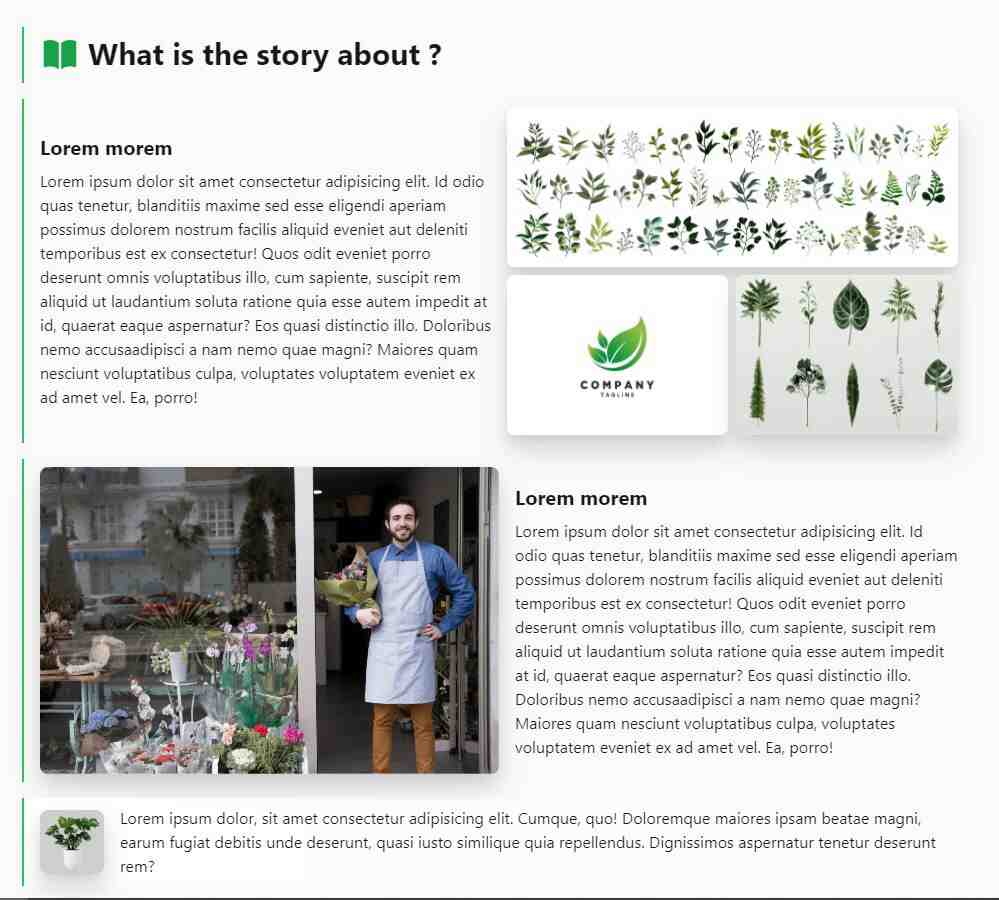 What is the story about ?
Lorem morem
Lorem ipsum dolor sit amet consectetur adipisicing elit. Id odio
quas tenetur, blanditiis maxime sed esse eligendi aperiam
possimus dolorem nostrum facilis aliquid eveniet aut deleniti
temporibus est ex consectetur! Quos odit eveniet porro
deserunt omnis voluptatibus illo, cum sapiente, suscipit rem
aliquid ut laudantium soluta ratione quia esse autem impedit at
id, quaerat eaque aspernatur? Eos quasi distinctio illo. Doloribus
nemo accusaadipisci a nam nemo quae magni? Maiores quam
nesciunt voluptatibus culpa, voluptates voluptatem eveniet ex
ad amet vel. Ea, porro!
COMPANY
TAGLINE
Lorem morem
Lorem ipsum dolor sit amet consectetur adipisicing elit. Id
odio quas tenetur, blanditiis maxime sed esse eligendi aperiam
possimus dolorem nostrum facilis aliquid eveniet aut deleniti
temporibus est ex consectetur! Quos odit eveniet porro
deserunt omnis voluptatibus illo, cum sapiente, suscipit rem
aliquid ut laudantium soluta ratione quia esse autem impedit
at id, quaerat eaque aspernatur? Eos quasi distinctio illo.
Doloribus nemo accusaadipisci a nam nemo quae magni?
Maiores quam nesciunt voluptatibus culpa, voluptates
voluptatem eveniet ex ad amet vel. Ea, porro!
Lorem ipsum dolor, sit amet consectetur adipisicing elit. Cumque, quo! Doloremque maiores ipsam beatae magni,
earum fugiat debitis unde deserunt, quasi iusto similique quia repellendus. Dignissimos aspernatur tenetur deserunt
rem?